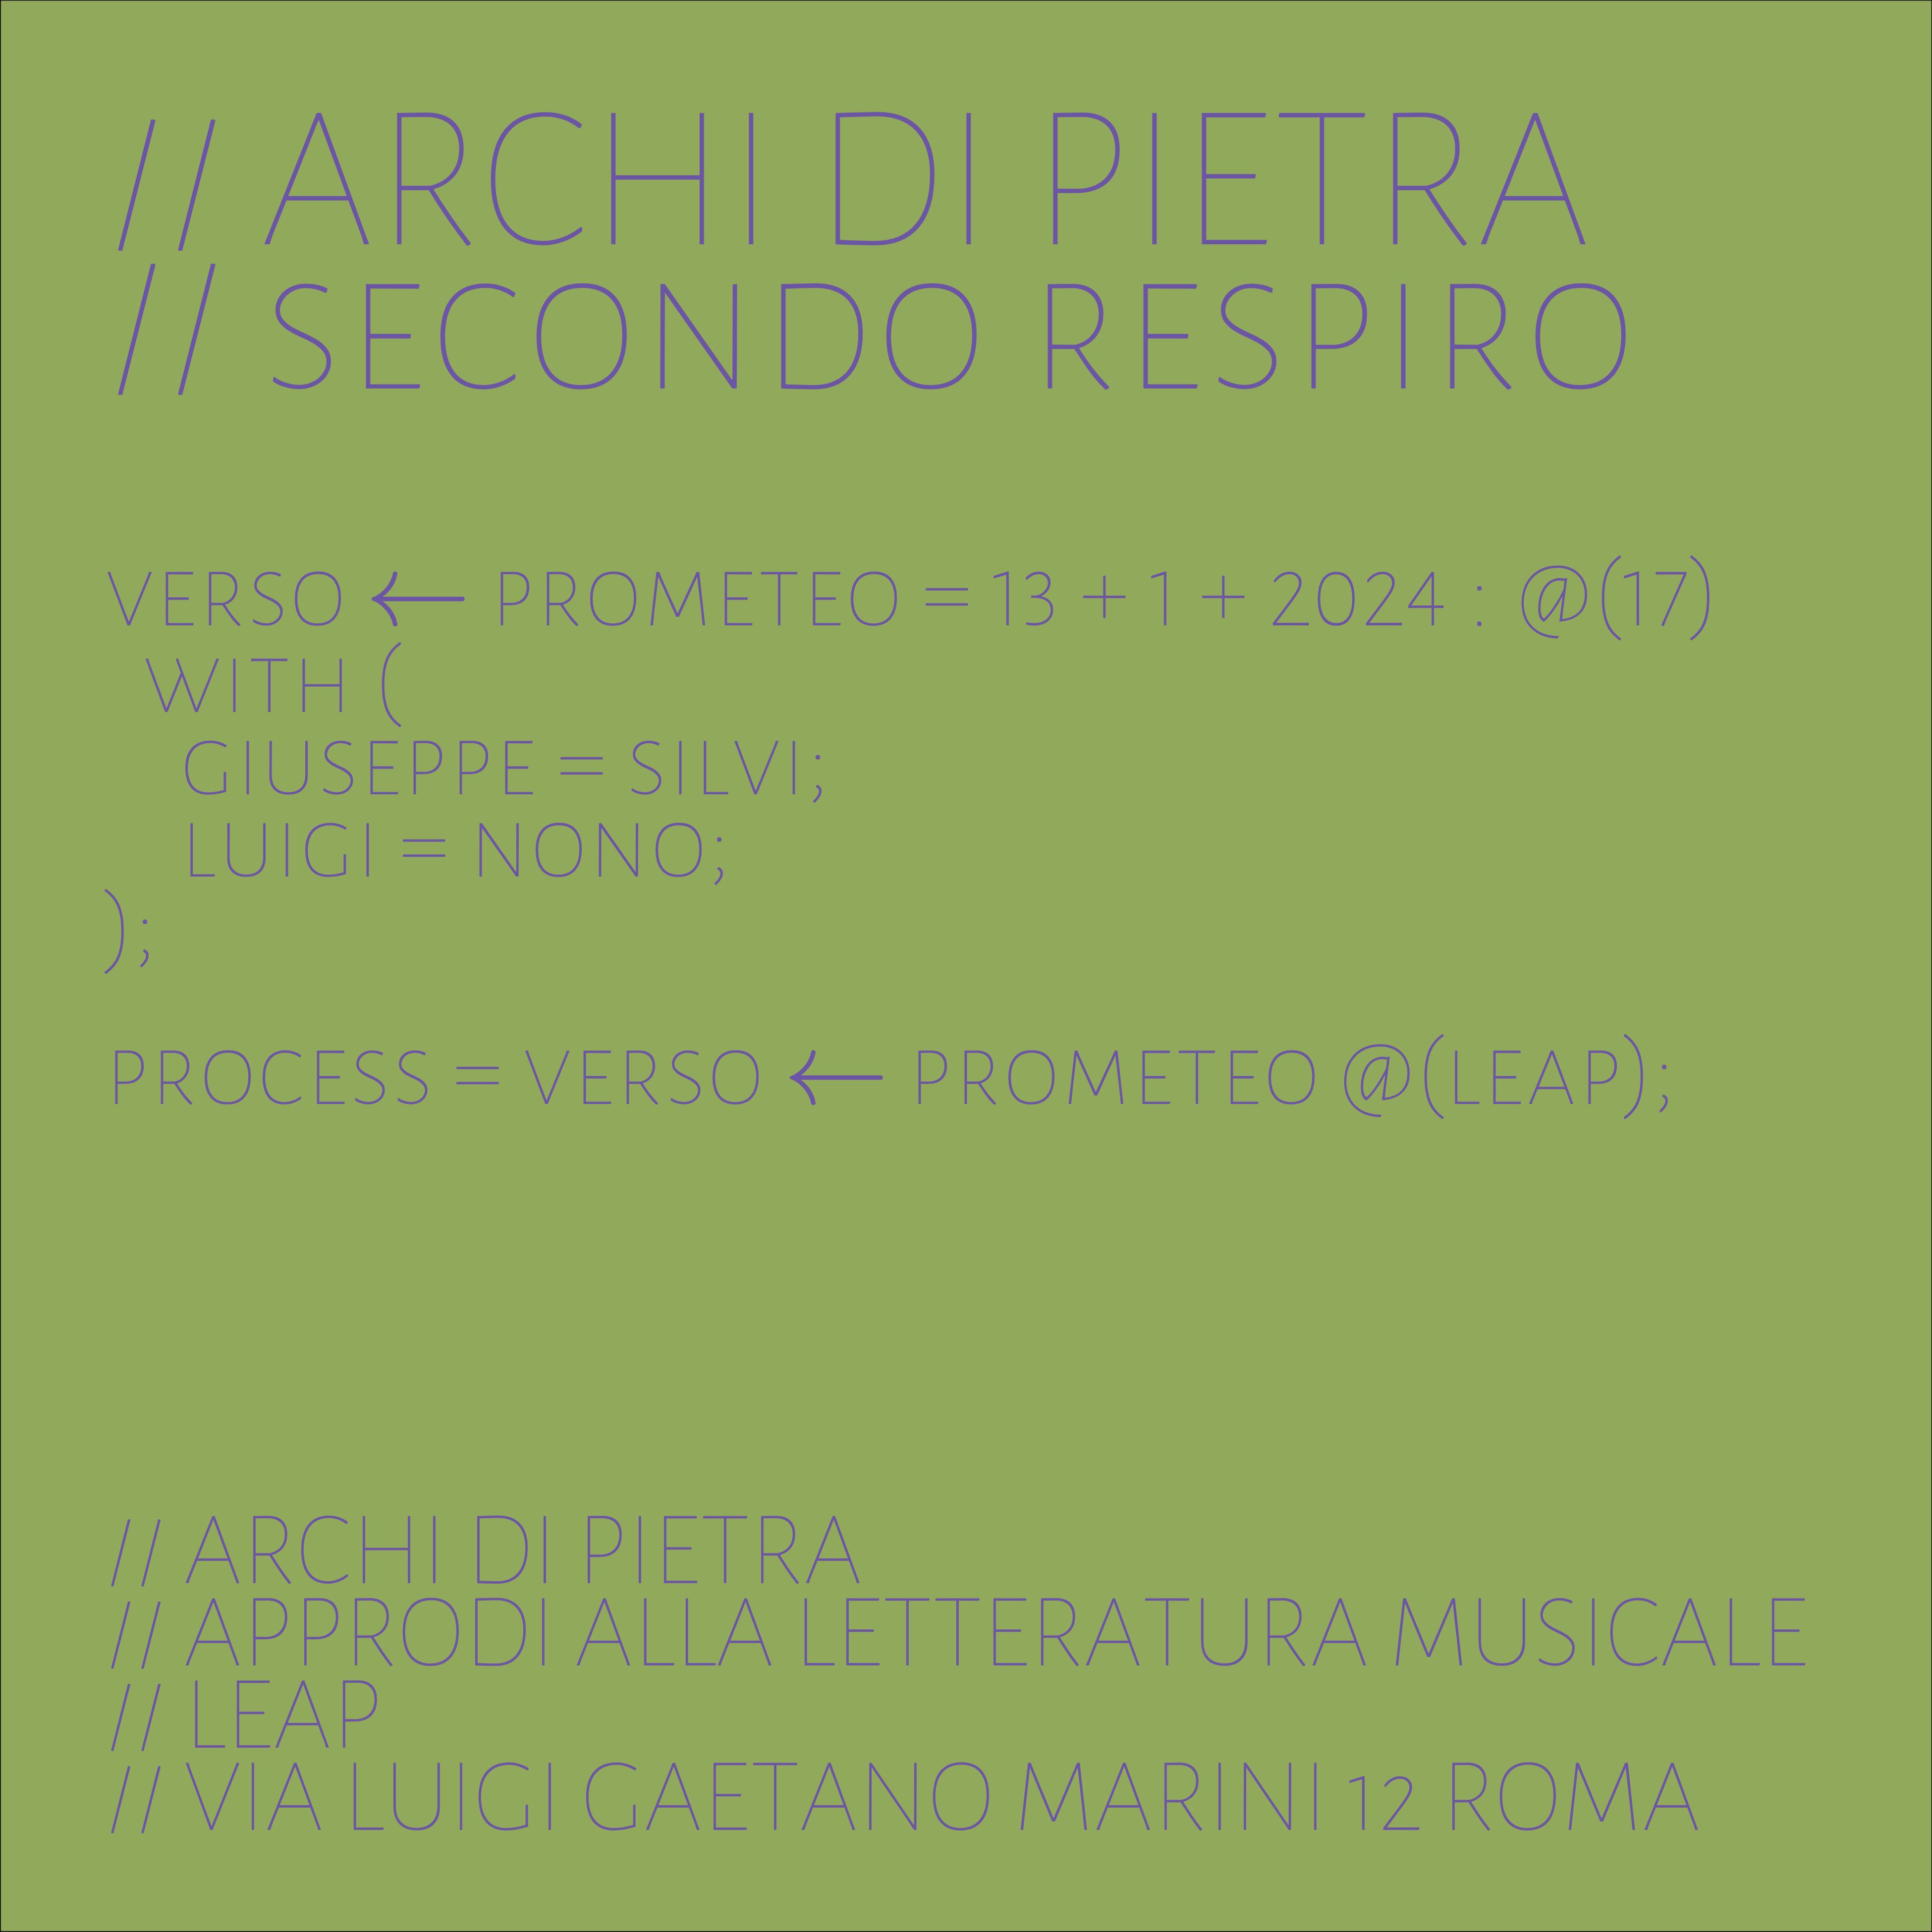 // ARCHI DI PIETRA
// SECONDO RESPIRO
VERSO ← PROMETEO = 13 + 1 + 2024 : @(17)
WITH (
GIUSEPPE = SILVI;
LUIGI = NONO;
);
PROCESS = VERSO ← PROMETEO @(LEAP);
// ARCHI DI PIETRA
// APPRODI ALLA LETTERATURA MUSICALE
// LEAP
// VIA LUIGI GAETANO MARINI 12 ROMA